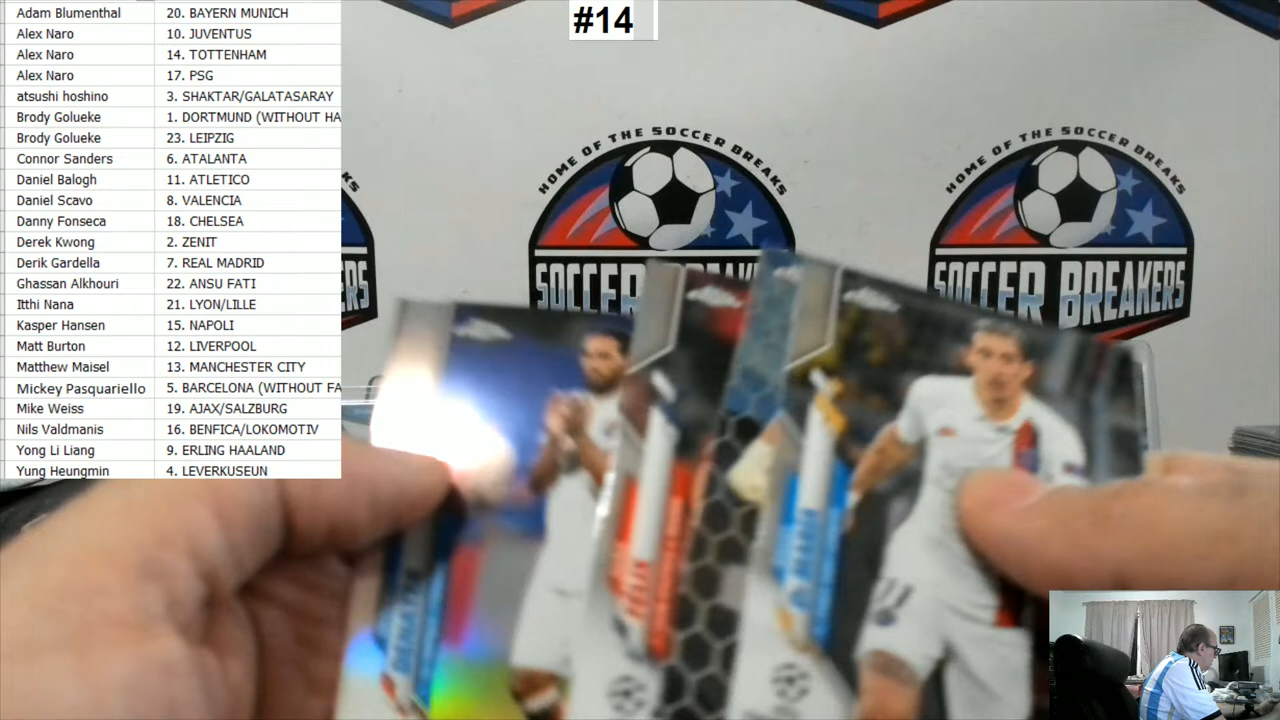 #14
Adam Blumenthal 20. BAYERN MUNICH
Alex Naro 10. JUVENTUS
Alex Naro 14. TOTTENHAM
Alex Naro 17. PSG
atsushi hoshino 3. SHAKTAR/GALATASARAY
Brody Golueke 1. DORTMUND (WITHOUT HA
Brody Golueke 23. LEIPZIG
Connor Sanders 6. ATALANTA
Daniel Balogh 11. ATLETICO
Daniel Scavo 8. VALENCIA
Danny Fonseca 18. CHELSEA
Derek Kwong 2. ZENIT
Derik Gardella 7. REAL MADRID
Ghassan Alkhouri 22. ANSU FATI
Itthi Nana 21. LYON/LILLE
Kasper Hansen 15. NAPOLI
Matt Burton 12. LIVERPOOL
Matthew Maisel 13. MANCHESTER CITY
Mickey Pasquariello 5. BARCELONA (WITHOUT FA
Mike Weiss 19. AJAX/SALZBURG
Nils Valdmanis 16. BENFICA/LOKOMOTIV
Yong Li Liang 9. ERLING HAALAND
Yung Heungmin 4. LEVERKUSEUN
KS
ERS
HOME OF THE SOCCER BREAKS
SOCCER BREAK
HOME OF THE SOCCER BREAKS
SOCCER BREAKERS